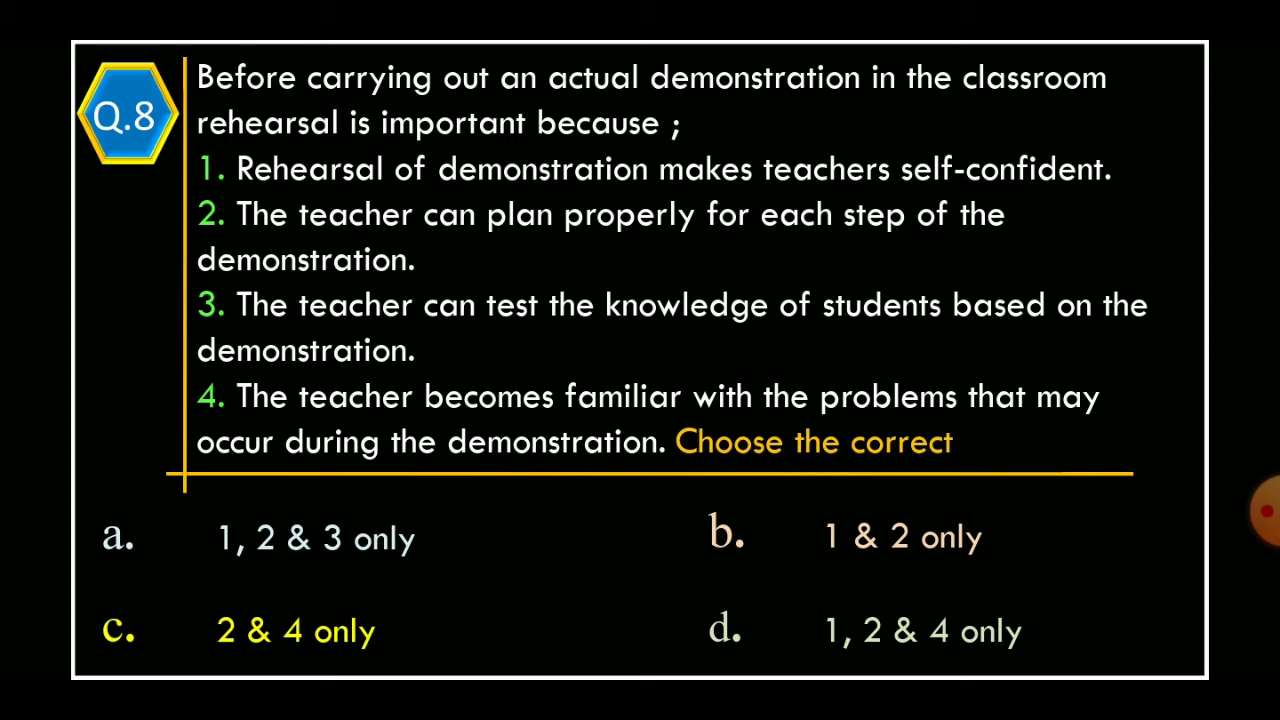 Q.8
Before carrying out an actual demonstration in the classroom
rehearsal is important because ;
1. Rehearsal of demonstration makes teachers self-confident.
2. The teacher can plan properly for each step of the
demonstration.
3. The teacher can test the knowledge of students based on the
demonstration.
4. The teacher becomes familiar with the problems that may
occur during the demonstration. Choose the correct
a. 1, 2 & 3 only
b. 1 & 2 only
c. 2 & 4 only
d. 1, 2 & 4 only